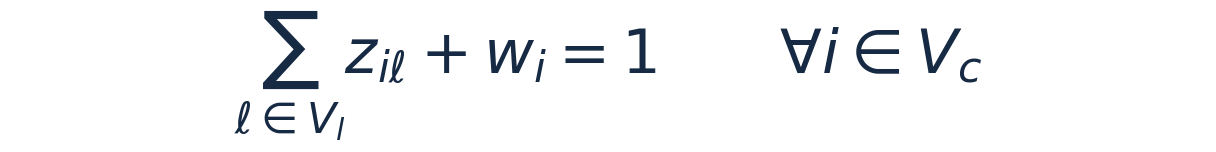 ∑_{ℓ ∈ V_l} z_{iℓ} + w_i = 1  ∀i ∈ V_c